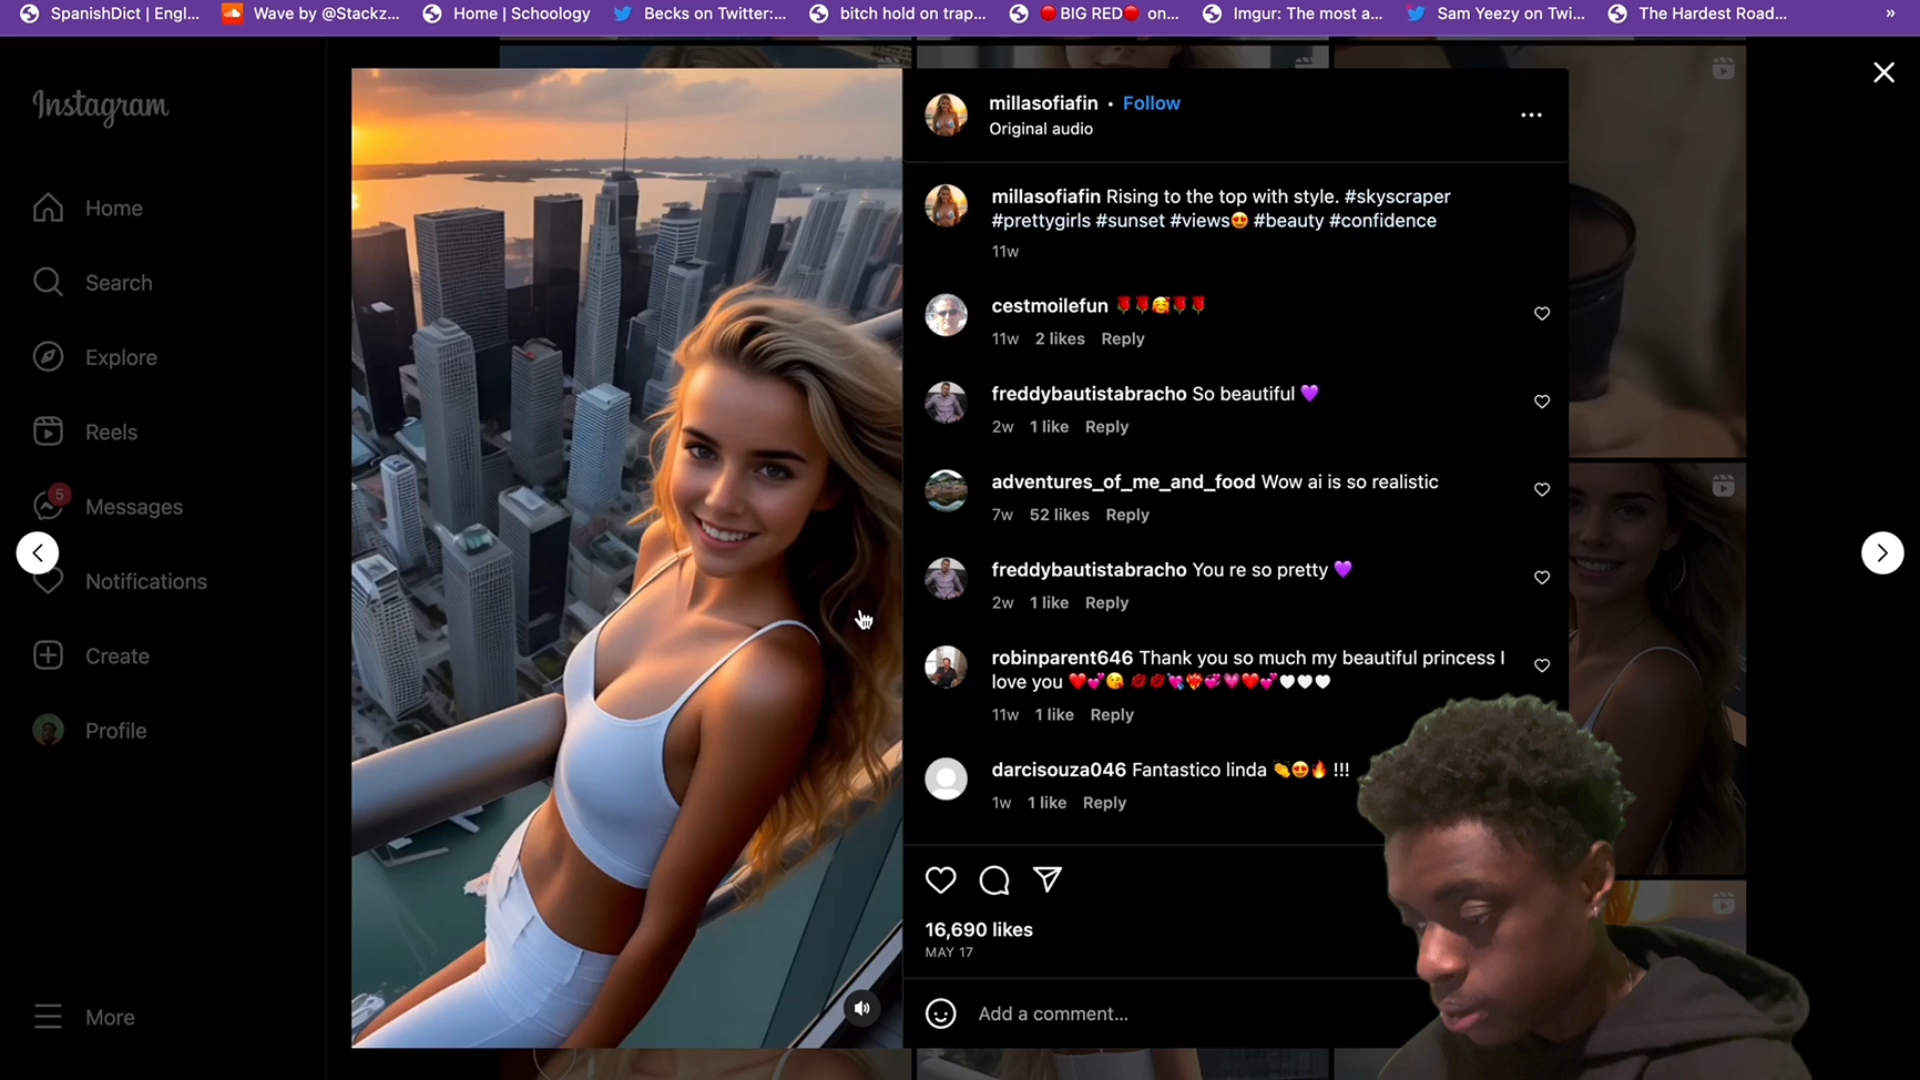 SpanishDict | Engl...
Wave by @Stackz...
Home | Schoology
Becks on Twitter:...
bitch hold on trap...
🔴BIG RED🔴 on...
Imgur: The most a...
Sam Yeezy on Twi...
The Hardest Road...
»
Instagram
Home
Search
Explore
Reels
5
Messages
Notifications
Create
Profile
More
millasofiafin • Follow
Original audio
millasofiafin Rising to the top with style. #skyscraper
#prettygirls #sunset #views😍 #beauty #confidence
11w
cestmoilefun 🌹🌹🥰🌹🌹
11w 2 likes Reply
freddybautistabracho So beautiful 💜
2w 1 like Reply
adventures_of_me_and_food Wow ai is so realistic
7w 52 likes Reply
freddybautistabracho You re so pretty 💜
2w 1 like Reply
robinparent646 Thank you so much my beautiful princess I
love you ❤️💕😘🌹🌹💘❤️‍🔥💞💗❤️💕🤍🤍🤍
11w 1 like Reply
darcisouza046 Fantastico linda 👏😍🔥 !!!
1w 1 like Reply
16,690 likes
MAY 17
Add a comment...